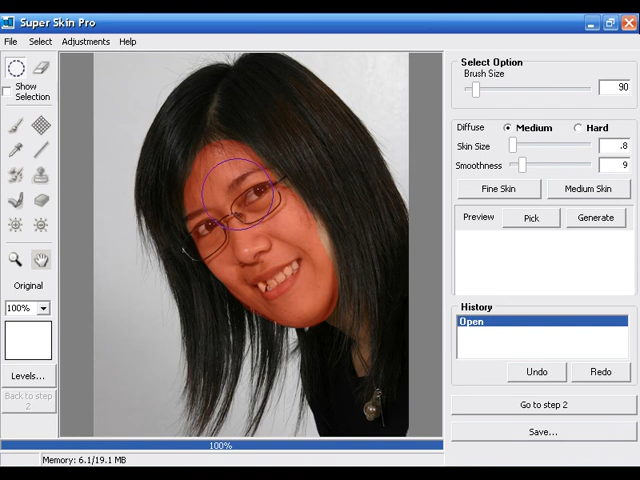 Super Skin Pro
File Select Adjustments Help
Show
Selection
Original
100%
Levels...
Back to step
2
Select Option
Brush Size
90
Diffuse Medium Hard
Skin Size .8
Smoothness 9
Fine Skin Medium Skin
Preview Pick Generate
History
Open
Undo Redo
Go to step 2
Save...
100%
Memory: 6.1/19.1 MB